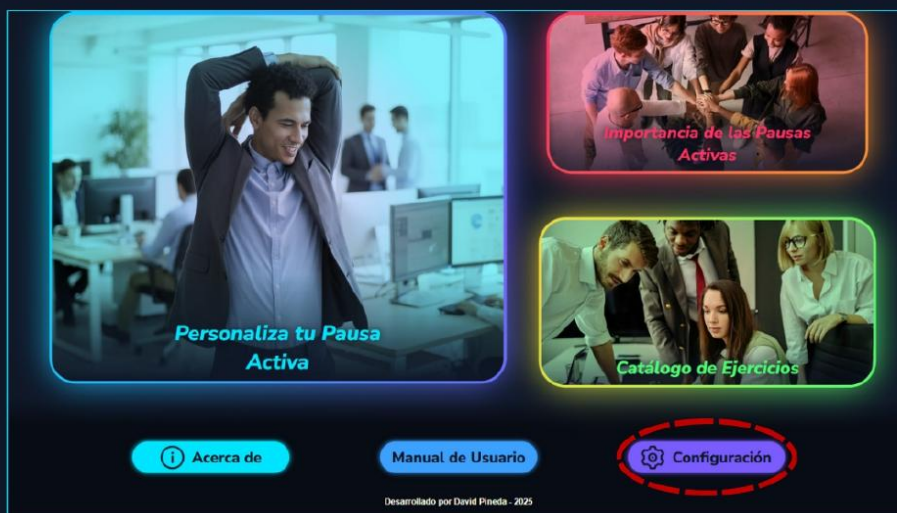 Importancia de las Pausas
Activas
Personaliza tu Pausa
Activa
Catálogo de Ejercicios
Acerca de
Manual de Usuario
Configuración
Desarrollado por David Pineda - 2025